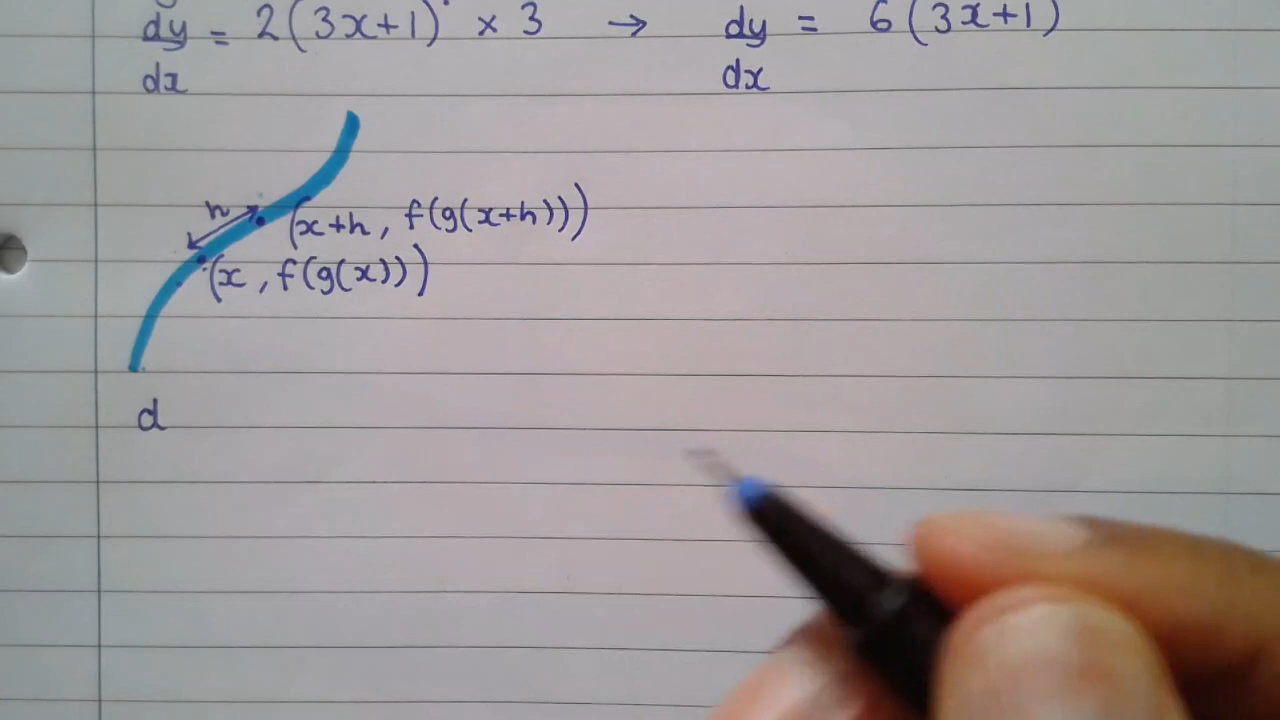 dy = 2(3x+1) × 3 → dy = 6(3x+1)
dx dx
h
(x+h, f(g(x+h)))
(x, f(g(x)))
d